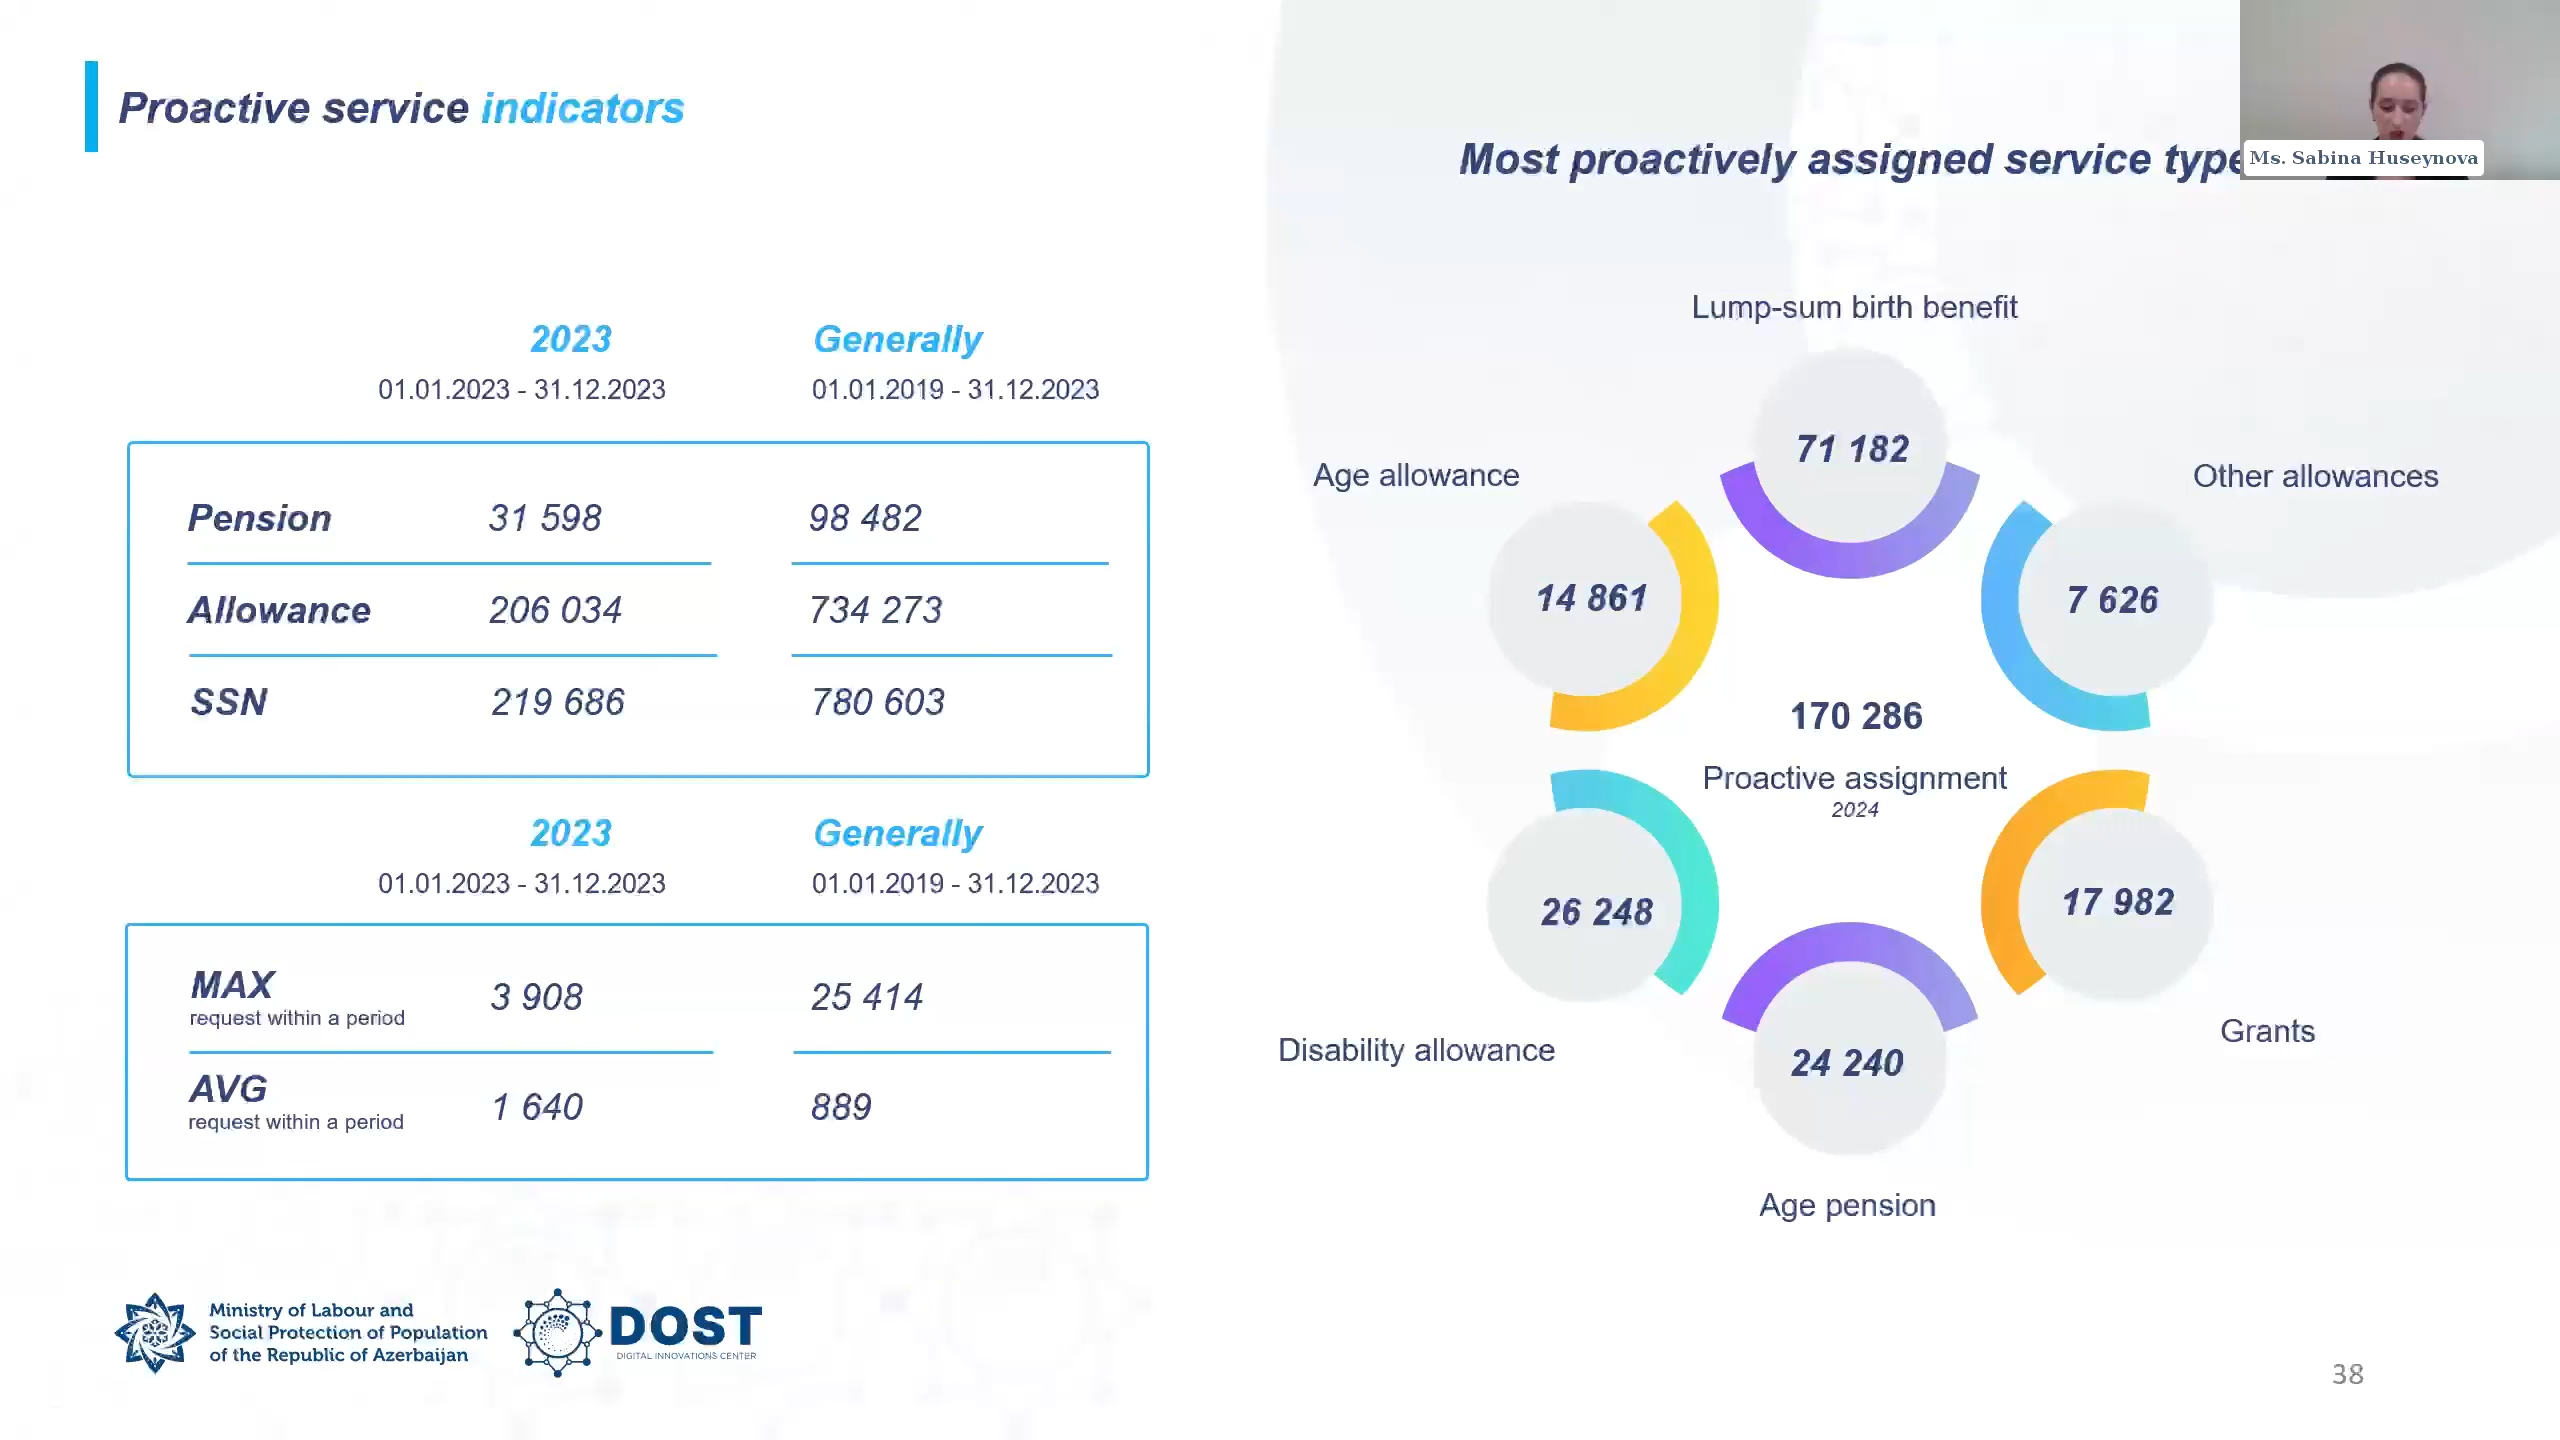 Proactive service indicators
Most proactively assigned service type
Ms. Sabina Huseynova
2023
Generally
01.01.2023 - 31.12.2023
01.01.2019 - 31.12.2023
Pension
31 598
98 482
Allowance
206 034
734 273
SSN
219 686
780 603
2023
Generally
01.01.2023 - 31.12.2023
01.01.2019 - 31.12.2023
MAX
request within a period
3 908
25 414
AVG
request within a period
1 640
889
Lump-sum birth benefit
71 182
Age allowance
14 861
Other allowances
7 626
170 286
Proactive assignment
2024
26 248
Disability allowance
17 982
Grants
24 240
Age pension
Ministry of Labour and
Social Protection of Population
of the Republic of Azerbaijan
DOST
DIGITAL INNOVATIONS CENTER
38